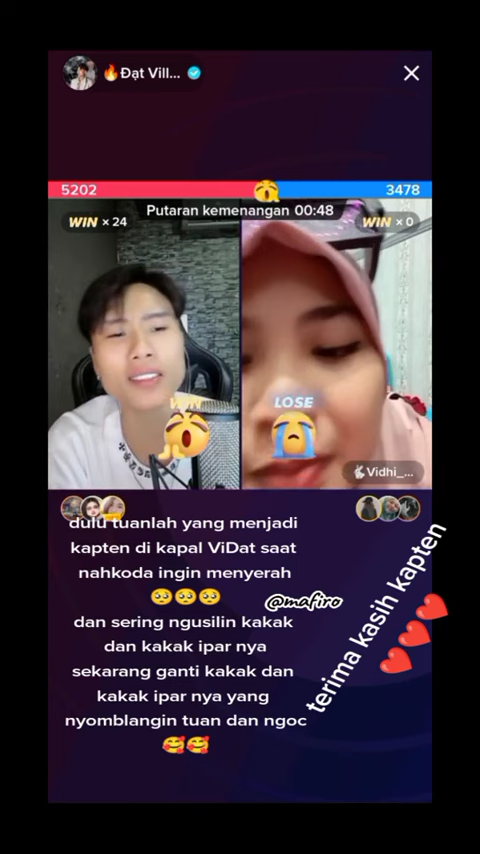 🔥Đạt Vill...
5202
3478
Putaran kemenangan 00:48
WIN × 24
WIN × 0
WIN
LOSE
Vidhi_...
dulu tuanlah yang menjadi
kapten di kapal ViDat saat
nahkoda ingin menyerah
🥺🥺🥺
@mafiro
dan sering ngusilin kakak
dan kakak ipar nya
sekarang ganti kakak dan
kakak ipar nya yang
nyomblangin tuan dan ngoc
🥰🥰
terima kasih kapten
❤️❤️❤️